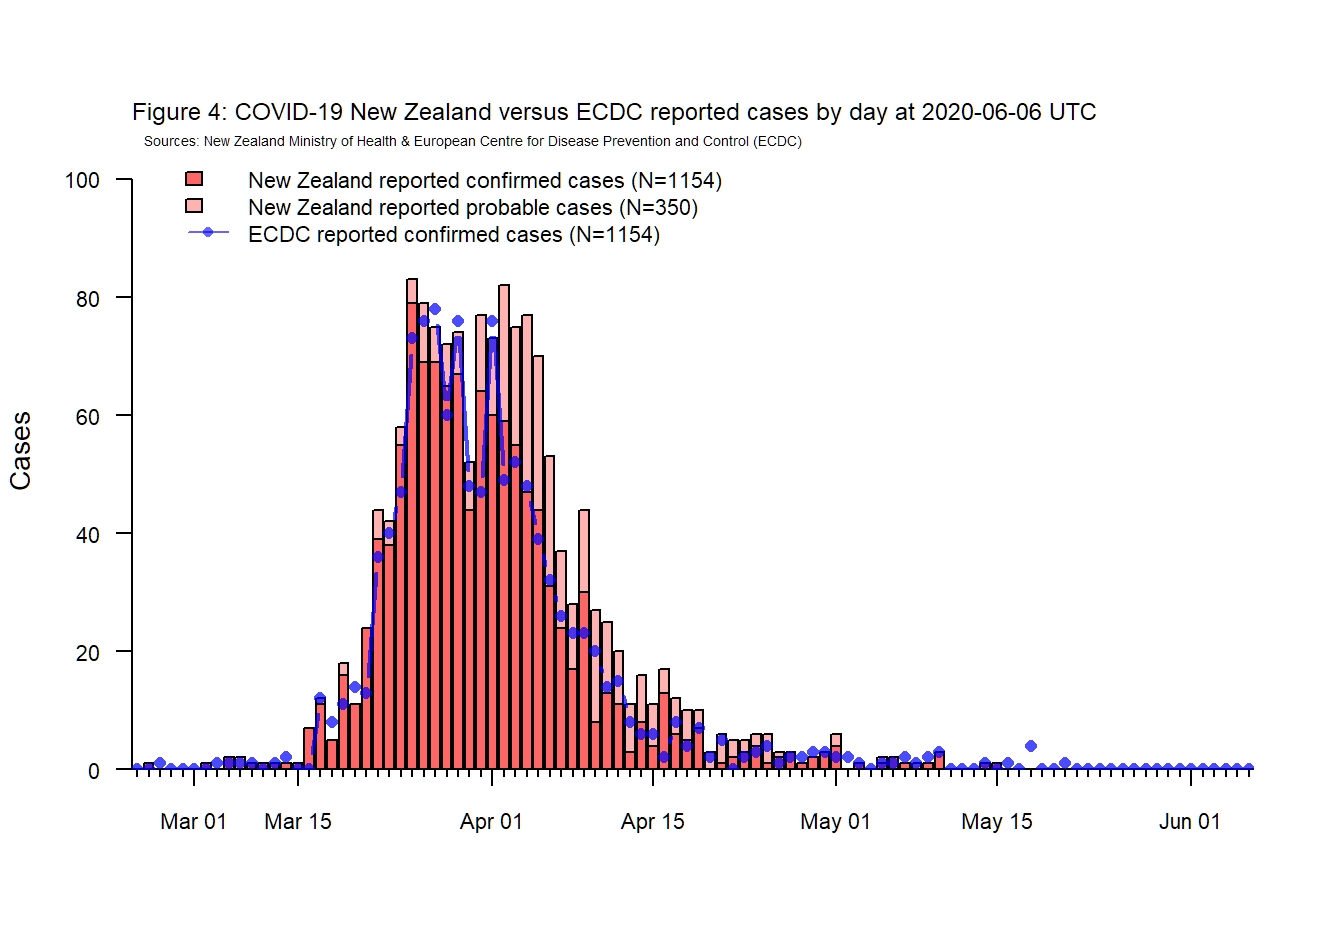 Figure 4: COVID-19 New Zealand versus ECDC reported cases by day at 2020-06-06 UTC
Sources: New Zealand Ministry of Health & European Centre for Disease Prevention and Control (ECDC)
New Zealand reported confirmed cases (N=1154)
New Zealand reported probable cases (N=350)
ECDC reported confirmed cases (N=1154)
Cases
100
80
60
40
20
0
Mar 01 Mar 15 Apr 01 Apr 15 May 01 May 15 Jun 01